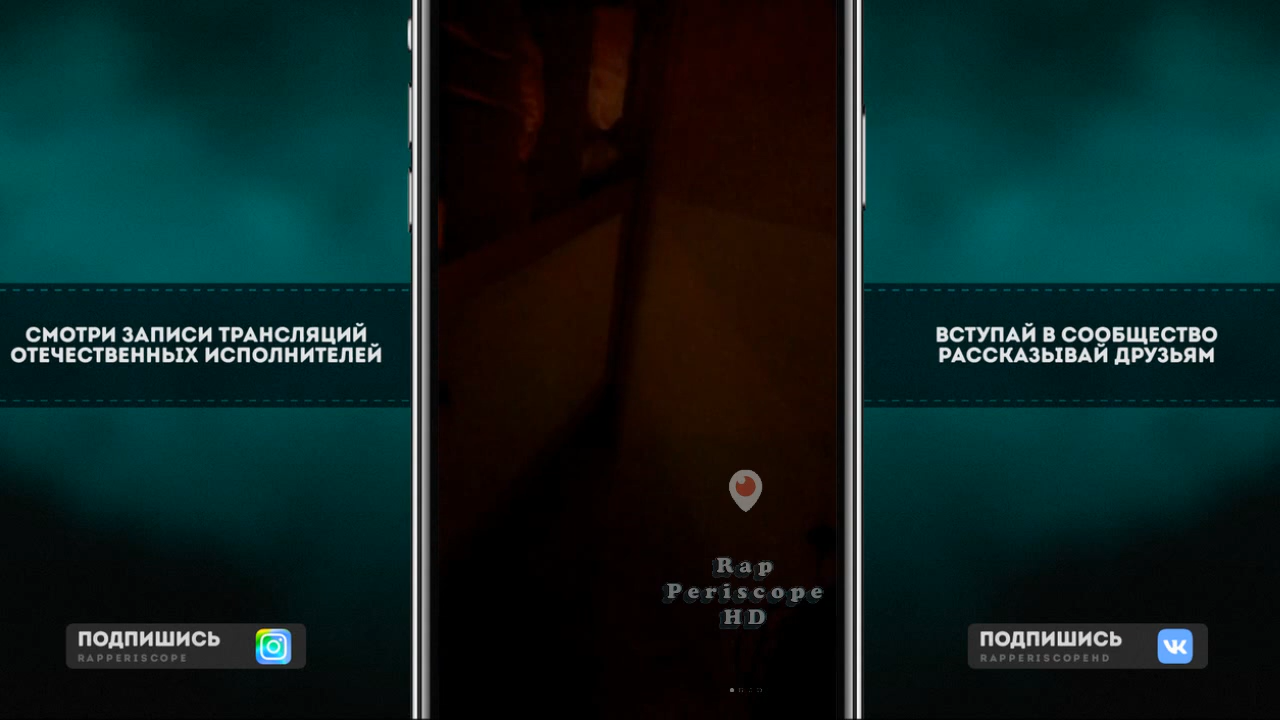 СМОТРИ ЗАПИСИ ТРАНСЛЯЦИЙ
ОТЕЧЕСТВЕННЫХ ИСПОЛНИТЕЛЕЙ
ВСТУПАЙ В СООБЩЕСТВО
РАССКАЗЫВАЙ ДРУЗЬЯМ
Rap
Periscope
HD
ПОДПИШИСЬ
RAPPERISCOPE
ПОДПИШИСЬ
RAPPERISCOPEHD